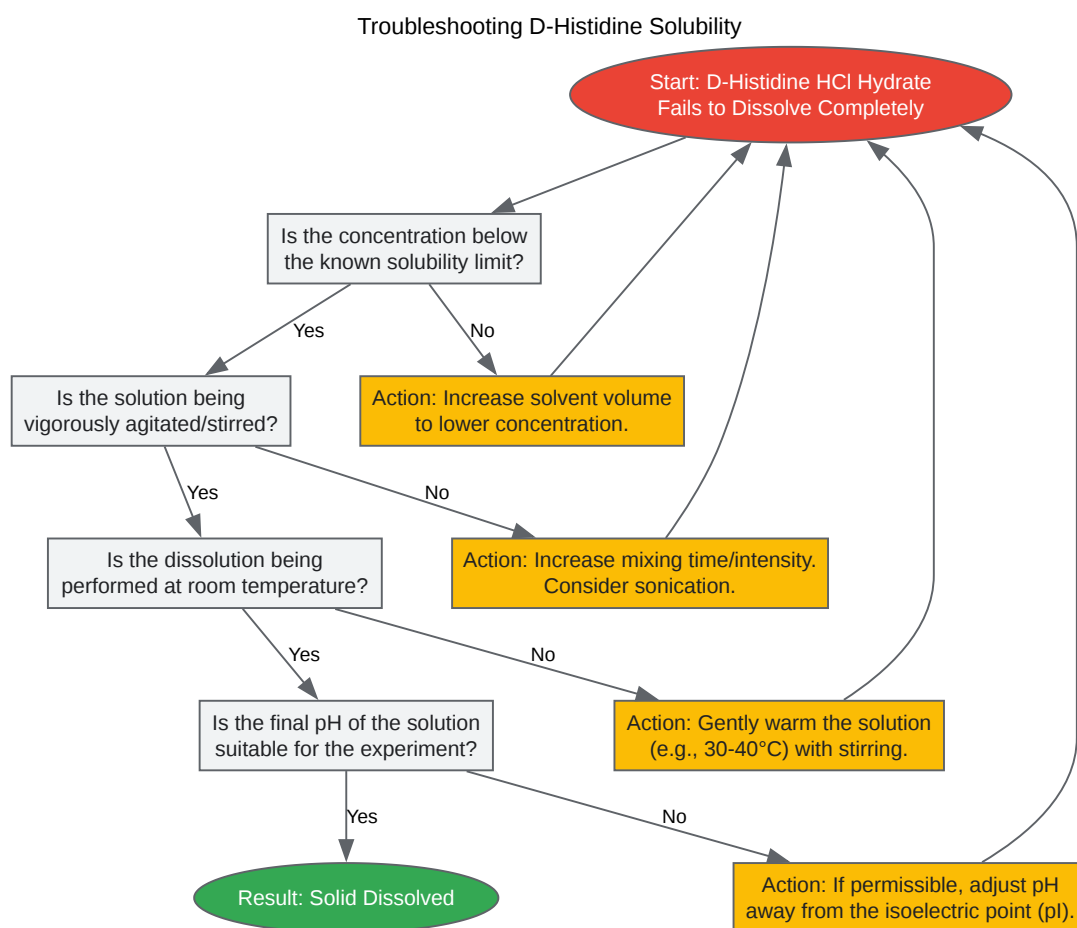 Troubleshooting D-Histidine Solubility
Start: D-Histidine HCl Hydrate
Fails to Dissolve Completely
Is the concentration below
the known solubility limit?
Yes
No
Is the solution being
vigorously agitated/stirred?
Action: Increase solvent volume
to lower concentration.
Yes
No
Is the dissolution being
performed at room temperature?
Action: Increase mixing time/intensity.
Consider sonication.
Yes
No
Is the final pH of the solution
suitable for the experiment?
Action: Gently warm the solution
(e.g., 30-40°C) with stirring.
Yes
No
Result: Solid Dissolved
Action: If permissible, adjust pH
away from the isoelectric point (pI).